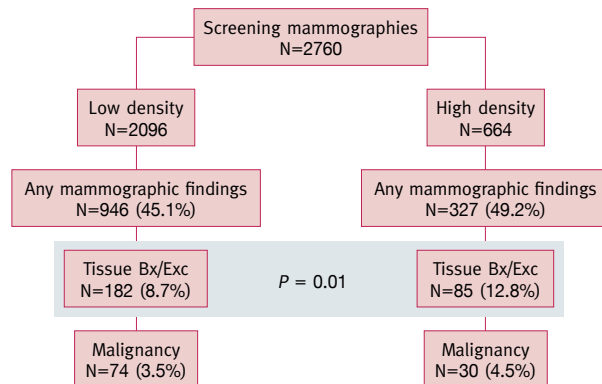 Screening mammographies
N=2760
Low density
N=2096
High density
N=664
Any mammographic findings
N=946 (45.1%)
Any mammographic findings
N=327 (49.2%)
Tissue Bx/Exc
N=182 (8.7%)
P = 0.01
Tissue Bx/Exc
N=85 (12.8%)
Malignancy
N=74 (3.5%)
Malignancy
N=30 (4.5%)